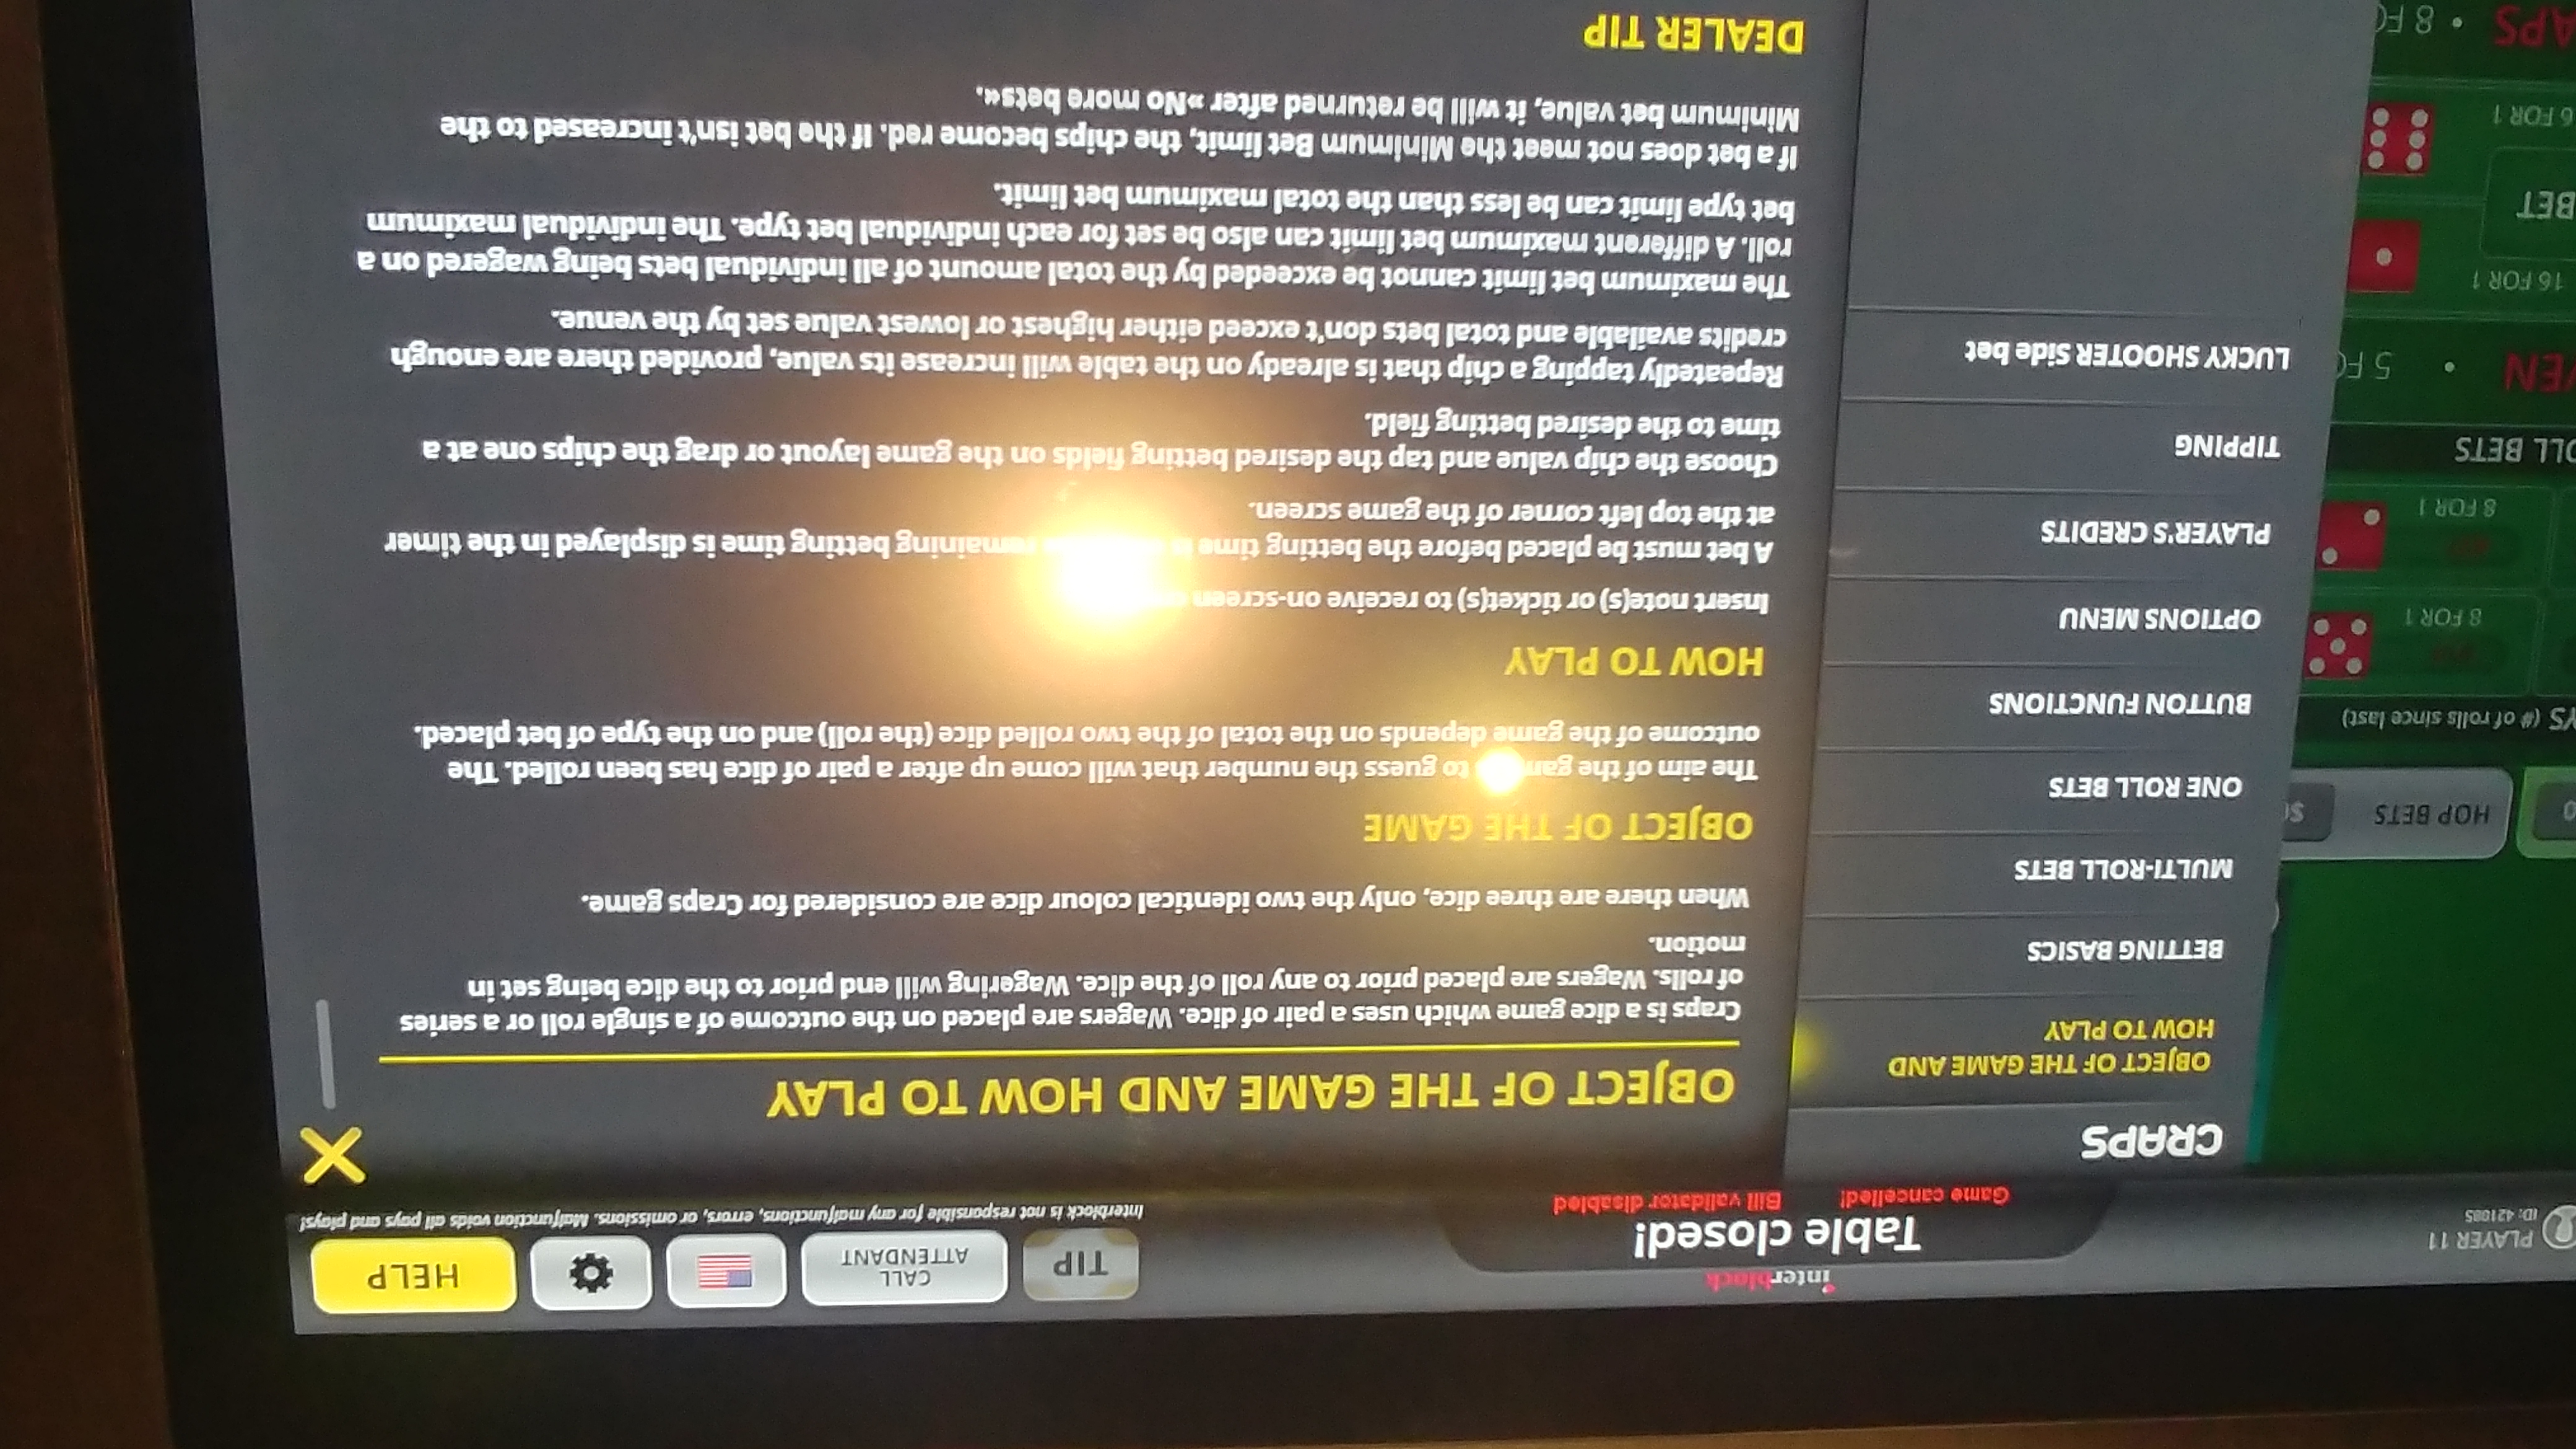 interblock
PLAYER 11
ID: 421085
Table closed!
Game cancelled! Bill validator disabled
TIP
CALL
ATTENDANT
HELP
Interblock is not responsible for any malfunctions, errors, or omissions. Malfunction voids all pays and plays!
CRAPS
OBJECT OF THE GAME AND
HOW TO PLAY
BETTING BASICS
MULTI-ROLL BETS
ONE ROLL BETS
BUTTON FUNCTIONS
OPTIONS MENU
PLAYER'S CREDITS
TIPPING
LUCKY SHOOTER Side bet
OBJECT OF THE GAME AND HOW TO PLAY
Craps is a dice game which uses a pair of dice. Wagers are placed on the outcome of a single roll or a series
of rolls. Wagers are placed prior to any roll of the dice. Wagering will end prior to the dice being set in
motion.
When there are three dice, only the two identical colour dice are considered for Craps game.
OBJECT OF THE GAME
The aim of the to guess the number that will come up after a pair of dice has been rolled. The
outcome of the game depends on the total of the two rolled dice (the roll) and on the type of bet placed.
HOW TO PLAY
Insert note(s) or ticket(s) to receive on-screen
A bet must be placed before the betting time remaining betting time is displayed in the timer
at the top left corner of the game screen.
Choose the chip value and tap the desired betting fields on the game layout or drag the chips one at a
time to the desired betting field.
Repeatedly tapping a chip that is already on the table will increase its value, provided there are enough
credits available and total bets don't exceed either highest or lowest value set by the venue.
The maximum bet limit cannot be exceeded by the total amount of all individual bets being wagered on a
roll. A different maximum bet limit can also be set for each individual bet type. The individual maximum
bet type limit can be less than the total maximum bet limit.
If a bet does not meet the Minimum Bet limit, the chips become red. If the bet isn't increased to the
Minimum bet value, it will be returned after »No more bets«.
DEALER TIP
0
HOP BETS
YS (# of rolls since last)
8 FOR 1
8 FOR 1
OLL BETS
VEN • 5 FO
16 FOR 1
BET
6 FOR 1
APS • 8 FO